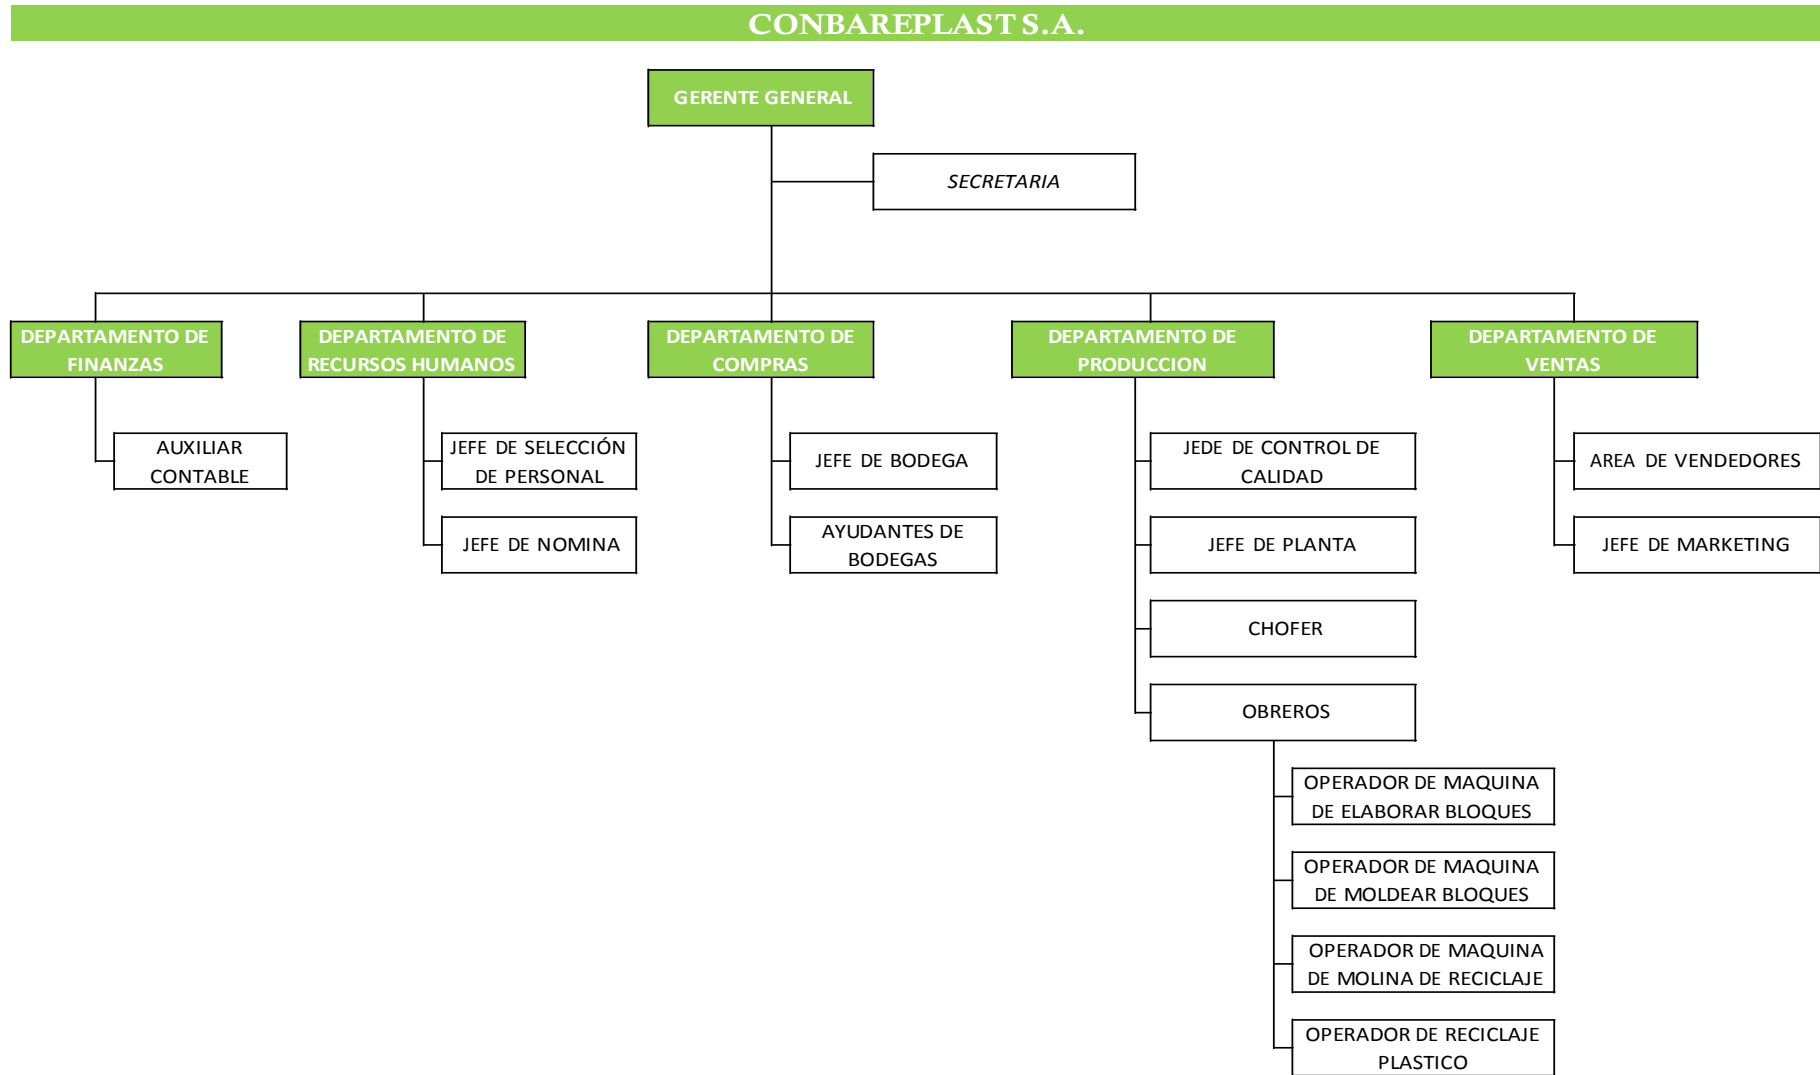 CONBAREPLAST S.A.
GERENTE GENERAL
SECRETARIA
DEPARTAMENTO DE
FINANZAS
DEPARTAMENTO DE
RECURSOS HUMANOS
DEPARTAMENTO DE
COMPRAS
DEPARTAMENTO DE
PRODUCCION
DEPARTAMENTO DE
VENTAS
AUXILIAR
CONTABLE
JEFE DE SELECCIÓN
DE PERSONAL
JEFE DE BODEGA
JEDE DE CONTROL DE
CALIDAD
AREA DE VENDEDORES
JEFE DE NOMINA
AYUDANTES DE
BODEGAS
JEFE DE PLANTA
JEFE DE MARKETING
CHOFER
OBREROS
OPERADOR DE MAQUINA
DE ELABORAR BLOQUES
OPERADOR DE MAQUINA
DE MOLDEAR BLOQUES
OPERADOR DE MAQUINA
DE MOLINA DE RECICLAJE
OPERADOR DE RECICLAJE
PLASTICO